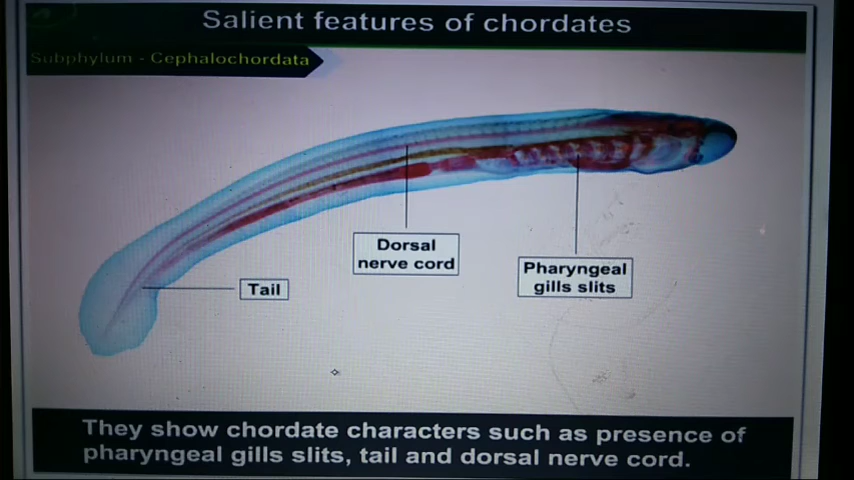 Salient features of chordates
Subphylum - Cephalochordata
Dorsal
nerve cord
Pharyngeal
gills slits
Tail
They show chordate characters such as presence of
pharyngeal gills slits, tail and dorsal nerve cord.